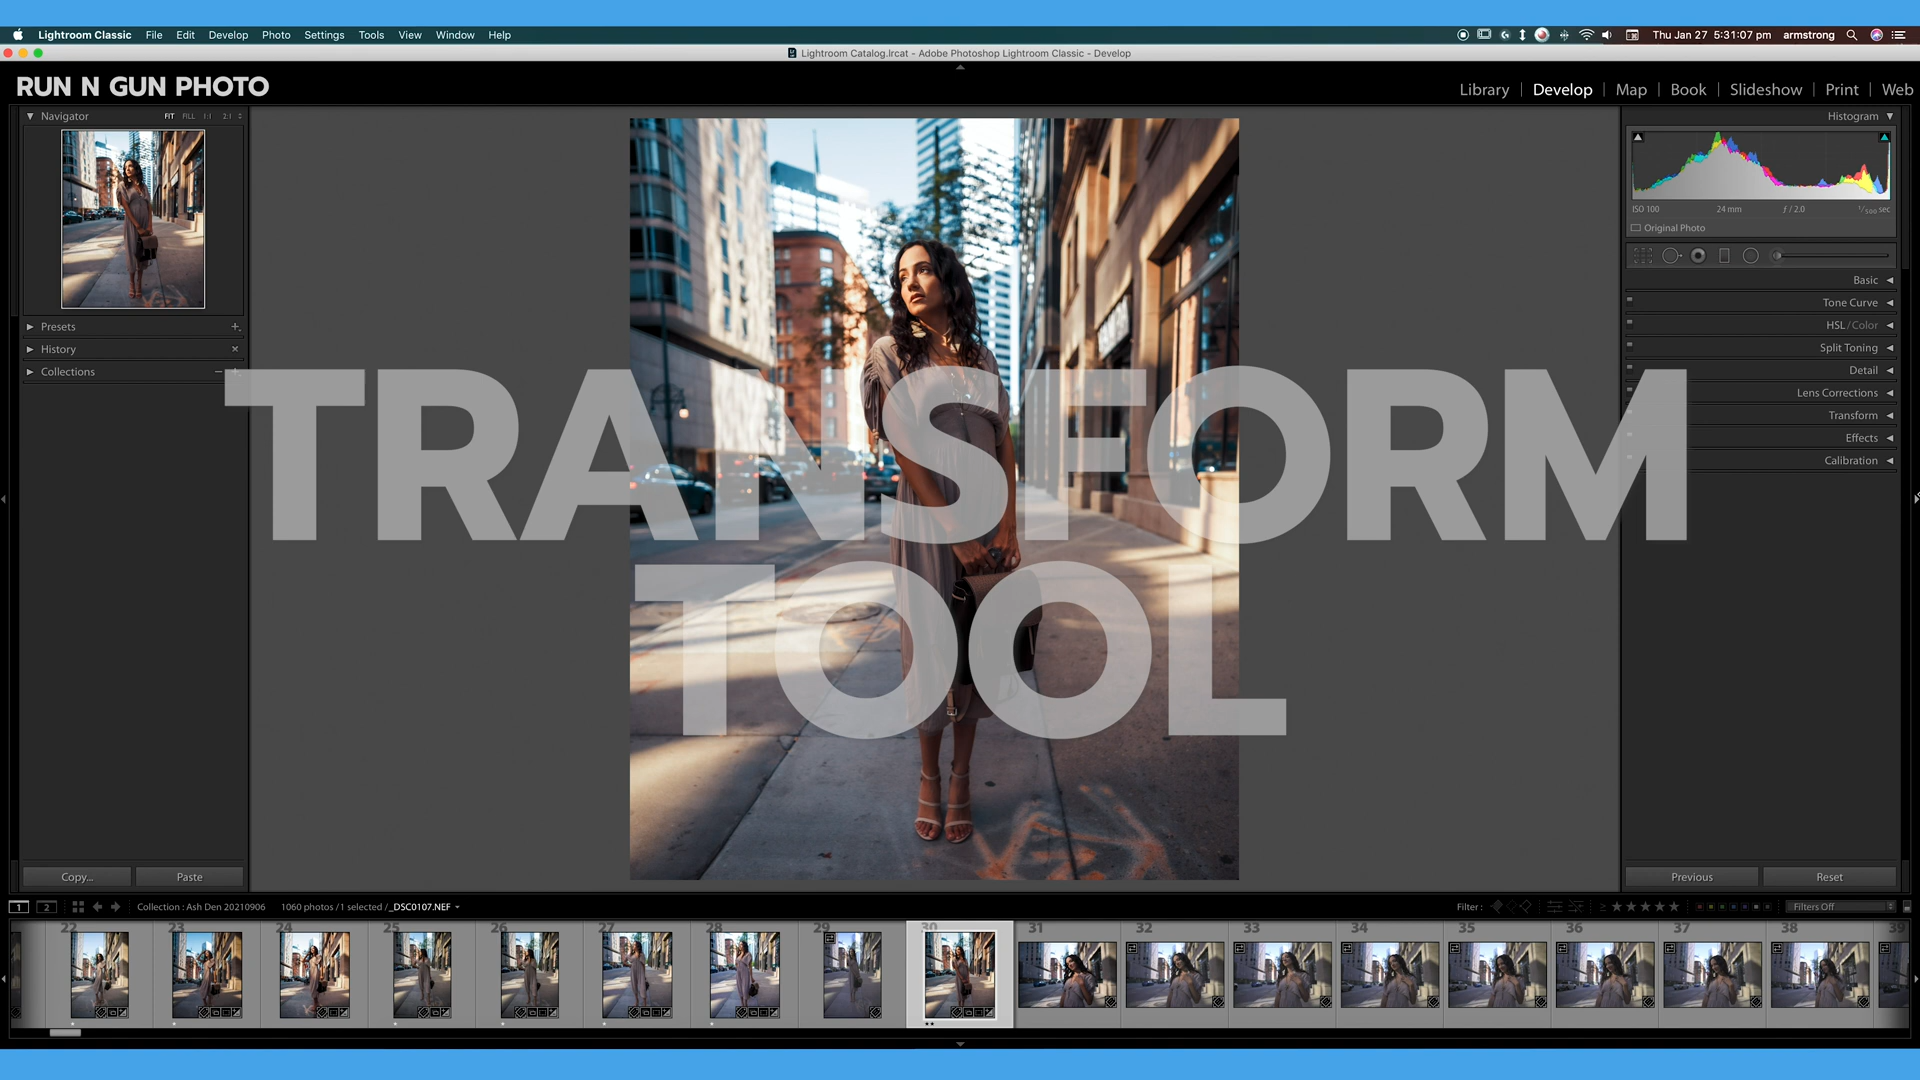 Lightroom Classic File Edit Develop Photo Settings Tools View Window Help Thu Jan 27 5:31:07 pm armstrong
Lightroom Catalog.lrcat - Adobe Photoshop Lightroom Classic - Develop
RUN N GUN PHOTO
Library | Develop | Map | Book | Slideshow | Print | Web
Navigator FIT FILL 1:1 2:1
Histogram
ISO 100 24 mm ƒ / 2.0 1/500 sec
Original Photo
Basic
Tone Curve
HSL / Color
Split Toning
Detail
Lens Corrections
Transform
Effects
Calibration
Presets
History
Collections
TRANSFORM
TOOL
Copy... Paste
Previous Reset
1 2 Collection : Ash Den 20210906 1060 photos / 1 selected / _DSC0107.NEF Filter : Filters Off
22 23 24 25 26 27 28 29 30 31 32 33 34 35 36 37 38 39